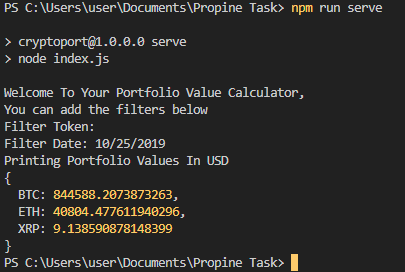 PS C:\Users\user\Documents\Propine Task> npm run serve
> cryptoport@1.0.0 serve
> node index.js
Welcome To Your Portfolio Value Calculator,
You can add the filters below
Filter Token:
Filter Date: 10/25/2019
Printing Portfolio Values In USD
{
  BTC: 844588.2073873263,
  ETH: 40804.477611940296,
  XRP: 9.138590878148399
}
PS C:\Users\user\Documents\Propine Task>